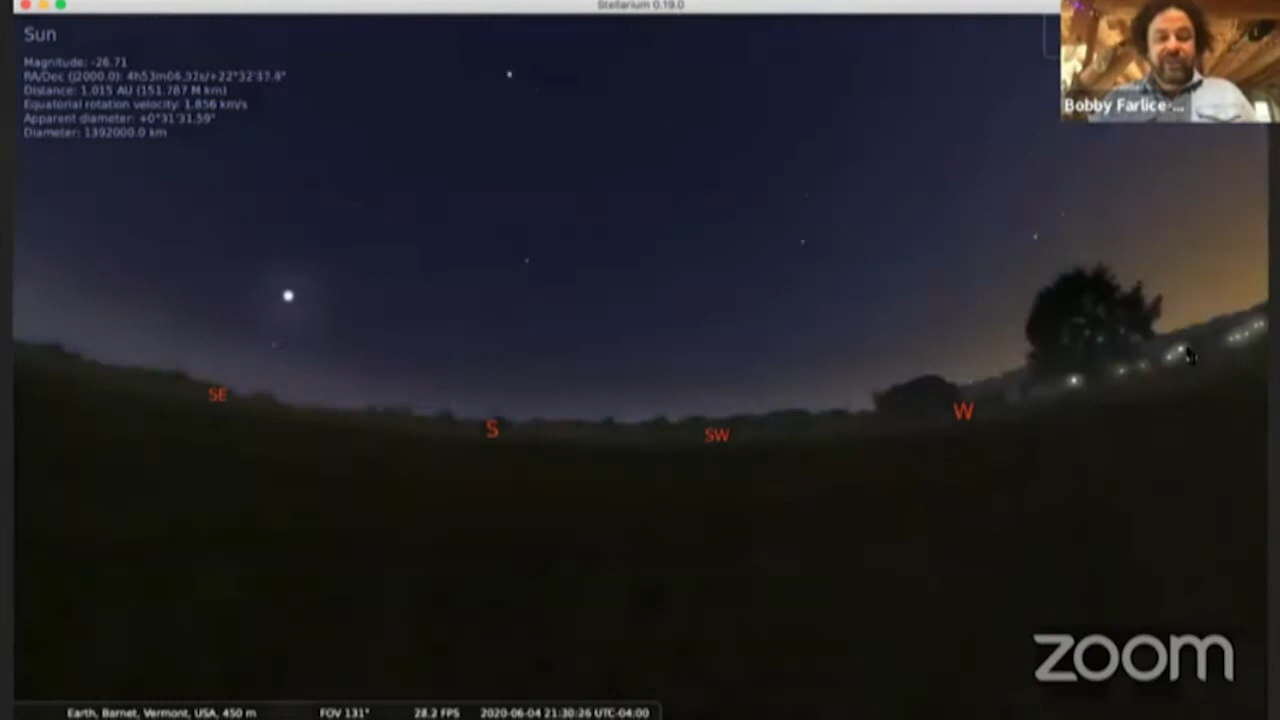 Stellarium 0.19.0
Sun
Magnitude: -26.71
RA/Dec (J2000.0): 4h53m06.32s/+22°32'37.8"
Distance: 1.015 AU (151.787 M km)
Equatorial rotation velocity: 1.856 km/s
Apparent diameter: +0°31'31.59"
Diameter: 1392000.0 km
Bobby Farlice-...
SE
S
SW
W
zoom
Earth, Barnet, Vermont, USA, 450 m FOV 131° 28.2 FPS 2020-06-04 21:30:26 UTC-04:00